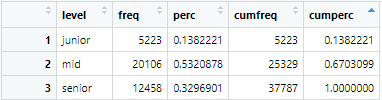 level freq perc cumfreq cumperc
1 junior 5223 0.1382221 5223 0.1382221
2 mid 20106 0.5320878 25329 0.6703099
3 senior 12458 0.3296901 37787 1.0000000